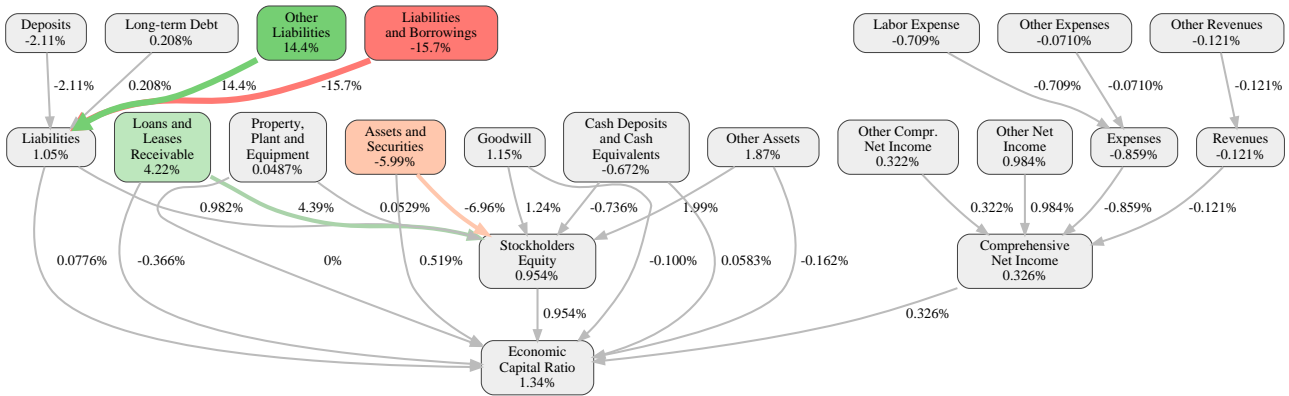 Deposits
-2.11%
Long-term Debt
0.208%
Other
Liabilities
14.4%
Liabilities
and Borrowings
-15.7%
Labor Expense
-0.709%
Other Expenses
-0.0710%
Other Revenues
-0.121%
-2.11%
0.208%
14.4%
-15.7%
-0.709%
-0.0710%
-0.121%
Liabilities
1.05%
Loans and
Leases
Receivable
4.22%
Property,
Plant and
Equipment
0.0487%
Assets and
Securities
-5.99%
Goodwill
1.15%
Cash Deposits
and Cash
Equivalents
-0.672%
Other Assets
1.87%
Other Compr.
Net Income
0.322%
Other Net
Income
0.984%
Expenses
-0.859%
Revenues
-0.121%
0.982%
4.39%
0.0529%
-6.96%
1.24%
-0.736%
1.99%
0.322%
0.984%
-0.859%
-0.121%
Stockholders
Equity
0.954%
Comprehensive
Net Income
0.326%
0.0776%
-0.366%
0%
0.519%
-0.100%
0.0583%
-0.162%
0.954%
0.326%
Economic
Capital Ratio
1.34%